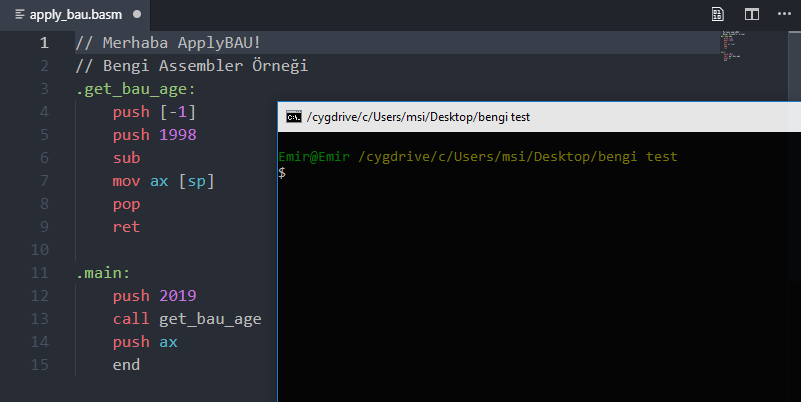 apply_bau.basm
1 // Merhaba ApplyBAU!
2 // Bengi Assembler Örneği
3 .get_bau_age:
4 push [-1]
5 push 1998
6 sub
7 mov ax [sp]
8 pop
9 ret
10
11 .main:
12 push 2019
13 call get_bau_age
14 push ax
15 end
/cygdrive/c/Users/msi/Desktop/bengi test
Emir@Emir /cygdrive/c/Users/msi/Desktop/bengi test
$